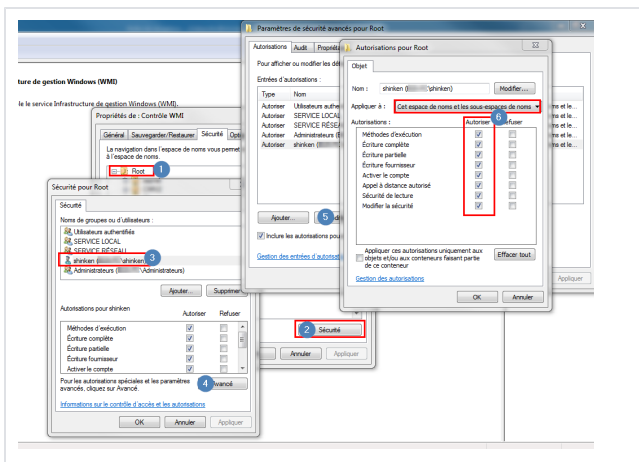 ture de gestion Windows (WMI)
le le service Infrastructure de gestion Windows (WMI).
Propriétés de : Contrôle WMI
Général Sauvegarder/Restaurer Sécurité
La navigation dans l'espace de noms vous permet
à l'espace de noms.
Root
1
Sécurité pour Root
Sécurité
Noms de groupes ou d'utilisateurs :
Utilisateurs authentifiés
SERVICE LOCAL
SERVICE RÉSEAU
shinken ( \shinken)
3
Administrateurs ( \Administrateurs)
Ajouter... Supprimer
Autorisations pour shinken
Autoriser Refuser
Méthodes d'exécution
Écriture complète
Écriture partielle
Écriture fournisseur
Activer le compte
Pour les autorisations spéciales et les paramètres
avancés, cliquez sur Avancé.
4 Avancé
Informations sur le contrôle d'accès et les autorisations
OK Annuler Appliquer
2 Sécurité
Annuler Appliquer
Paramètres de sécurité avancés pour Root
Autorisations Audit
Pour afficher ou modifier les
Entrées d'autorisations :
Type Nom
Autoriser Utilisateurs
Autoriser SERVICE LOCAL
Autoriser SERVICE
Autoriser Administrateurs
Autoriser shinken
Ajouter... 5
Inclure les autorisations
Gestion des entrées
Appliquer
Autorisations pour Root
Objet
Nom : shinken ( \shinken) Modifier...
Appliquer à : Cet espace de noms et les sous-espaces de noms
Autorisations : Autoriser 6
Méthodes d'exécution
Écriture complète
Écriture partielle
Écriture fournisseur
Activer le compte
Appel à distance autorisé
Sécurité de lecture
Modifier la sécurité
Appliquer ces autorisations uniquement aux
objets et/ou aux conteneurs faisant partie
de ce conteneur
Effacer tout
Gestion des autorisations
OK Annuler